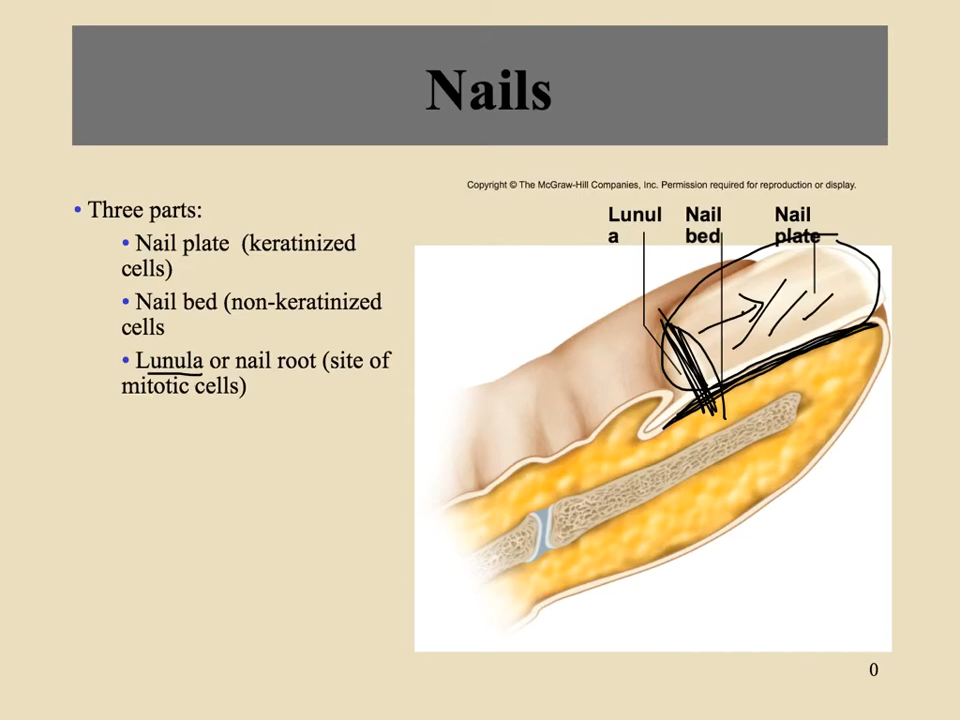 Nails
Copyright © The McGraw-Hill Companies, Inc. Permission required for reproduction or display.
• Three parts:
• Nail plate (keratinized
cells)
• Nail bed (non-keratinized
cells
• Lunula or nail root (site of
mitotic cells)
Lunul
a
Nail
bed
Nail
plate
0